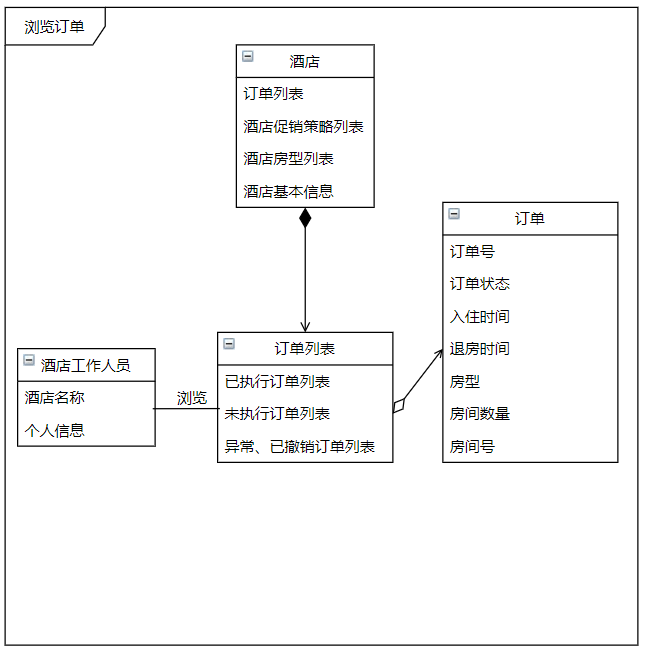 浏览订单
酒店
订单列表
酒店促销策略列表
酒店房型列表
酒店基本信息
订单
订单号
订单状态
入住时间
退房时间
房型
房间数量
房间号
订单列表
已执行订单列表
未执行订单列表
异常、已撤销订单列表
酒店工作人员
酒店名称
个人信息
浏览